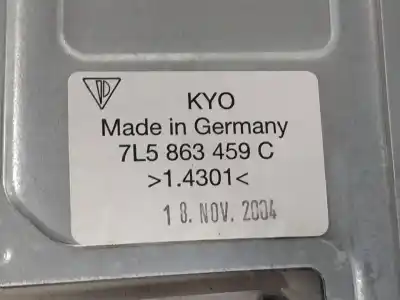 KYO
Made in Germany
7L5 863 459 C
>1.4301<
18. NOV. 2004